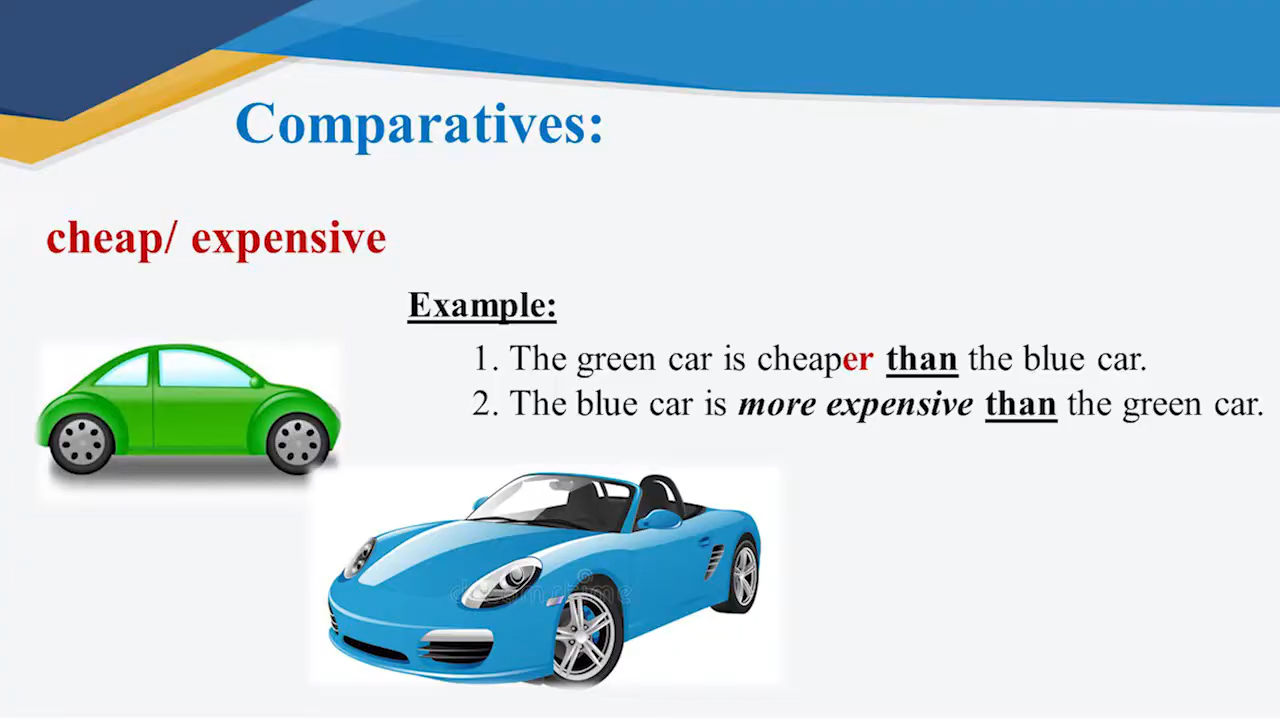 Comparatives:
cheap/ expensive
Example:
1. The green car is cheaper than the blue car.
2. The blue car is more expensive than the green car.
dreamstime